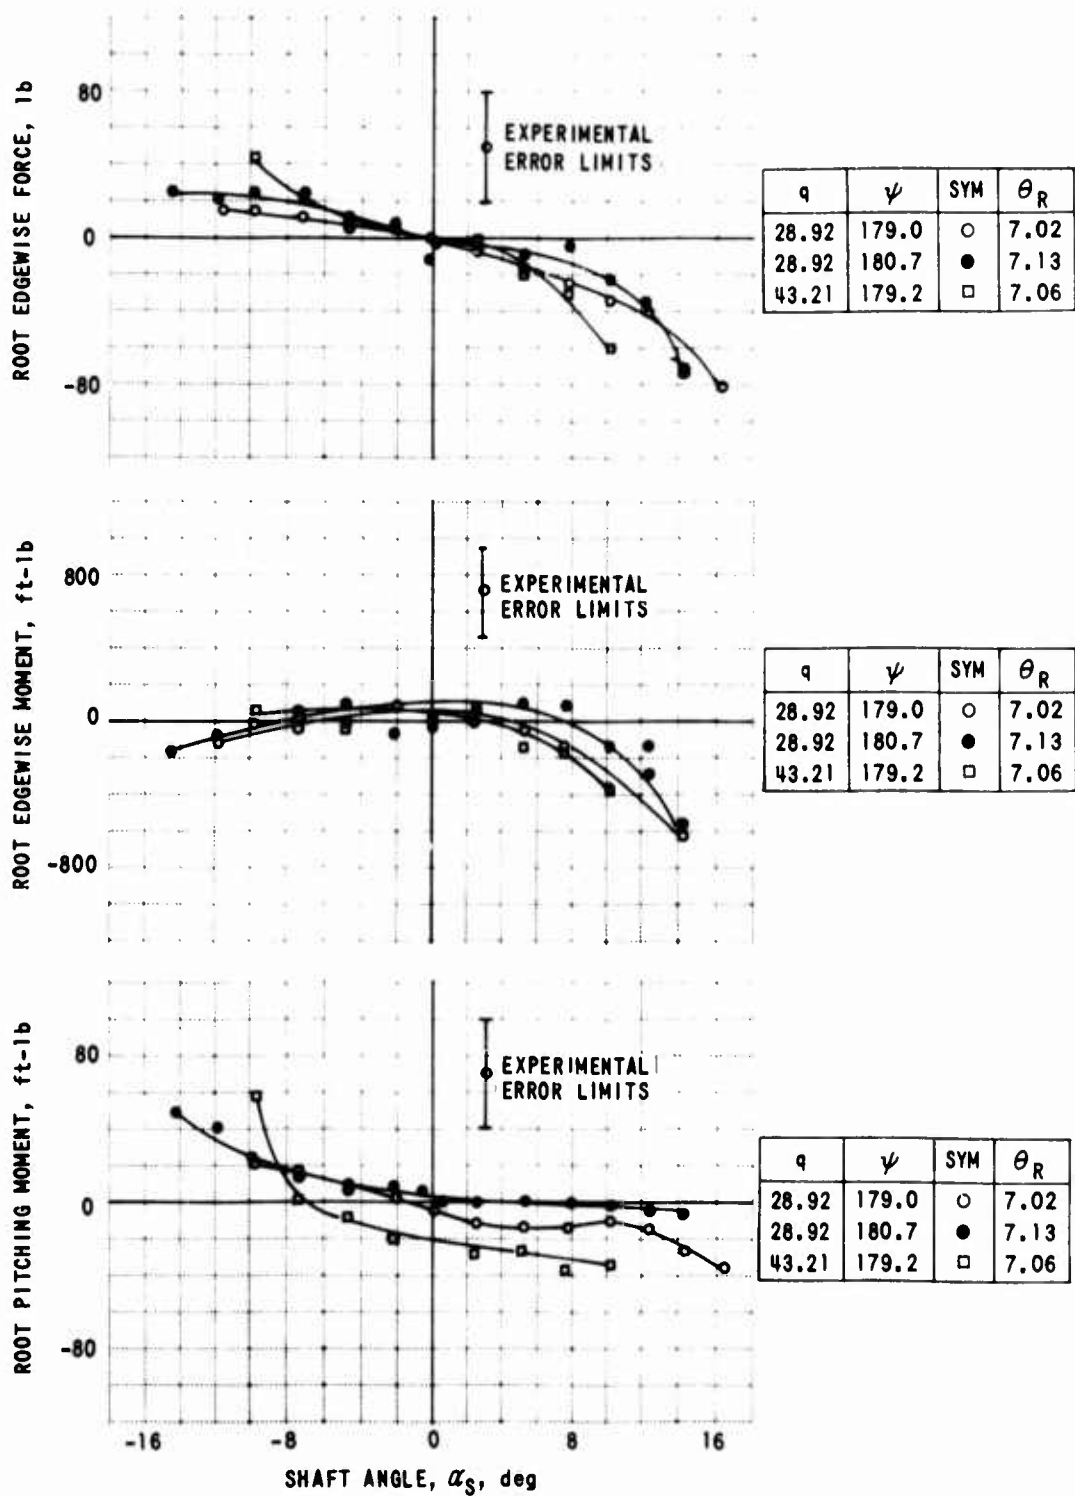 ROOT EDGEWISE FORCE, lb
80
0
-80
EXPERIMENTAL
ERROR LIMITS
q ψ SYM θR
28.92 179.0 ○ 7.02
28.92 180.7 ● 7.13
43.21 179.2 □ 7.06
ROOT EDGEWISE MOMENT, ft-lb
800
0
-800
EXPERIMENTAL
ERROR LIMITS
q ψ SYM θR
28.92 179.0 ○ 7.02
28.92 180.7 ● 7.13
43.21 179.2 □ 7.06
ROOT PITCHING MOMENT, ft-lb
80
0
-80
EXPERIMENTAL
ERROR LIMITS
q ψ SYM θR
28.92 179.0 ○ 7.02
28.92 180.7 ● 7.13
43.21 179.2 □ 7.06
-16 -8 0 8 16
SHAFT ANGLE, αS, deg